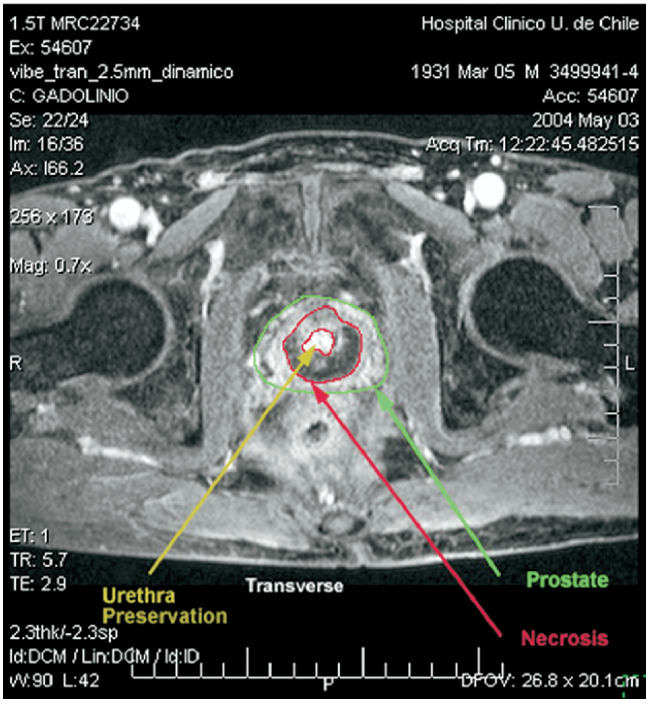 1.5T MRC22734
Hospital Clinico U. de Chile
Ex: 54607
vibe_tran_2.5mm_dinamico
1931 Mar 05 M 3499941-4
C: GADOLINIO
Acc: 54607
Se: 22/24
2004 May 03
Im: 16/36
Acq Tm: 12:22:45.482515
Ax: I66.2
256 x 173
Mag: 0.7x
R
L
ET: 1
TR: 5.7
TE: 2.9
Transverse
Prostate
Urethra
Preservation
Necrosis
2.3thk/-2.3sp
Id:DCM / Lin:DCM / Id:ID
W:90 L:42
P
DFOV: 26.8 x 20.1cm